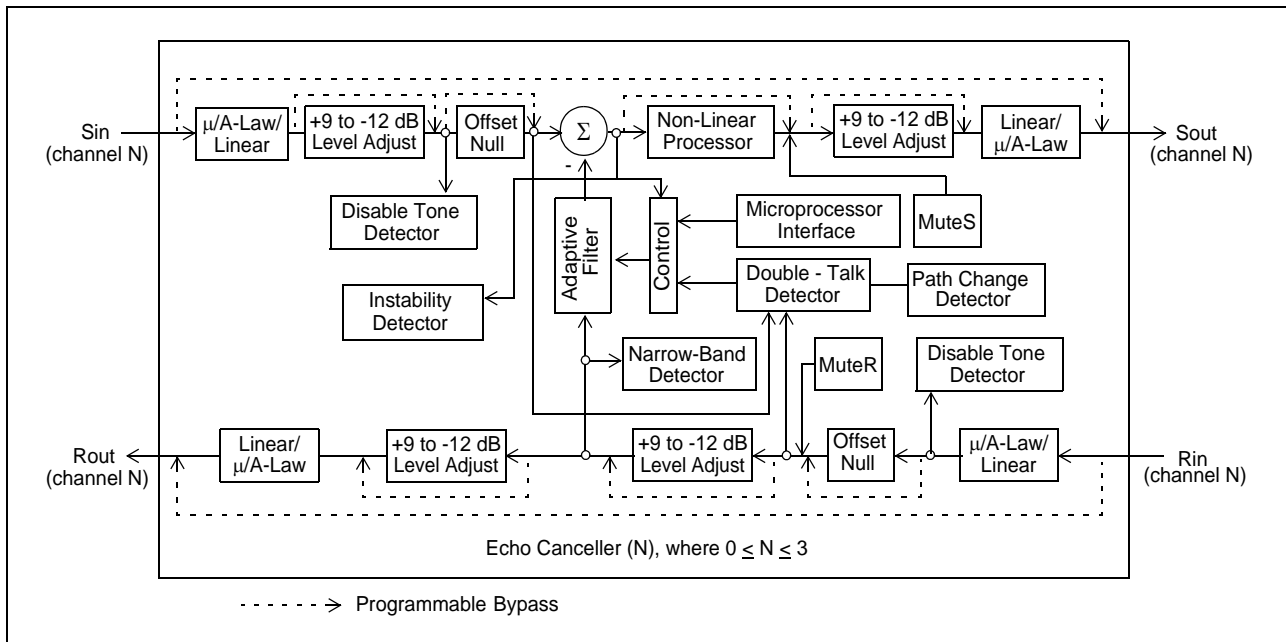 Sin
(channel N)
μ/A-Law/
Linear
+9 to -12 dB
Level Adjust
Offset
Null
Σ
-
Non-Linear
Processor
+9 to -12 dB
Level Adjust
Linear/
μ/A-Law
Sout
(channel N)
Disable Tone
Detector
Adaptive
Filter
Control
Microprocessor
Interface
MuteS
Instability
Detector
Double - Talk
Detector
Path Change
Detector
Narrow-Band
Detector
MuteR
Disable Tone
Detector
Rout
(channel N)
Linear/
μ/A-Law
+9 to -12 dB
Level Adjust
+9 to -12 dB
Level Adjust
Offset
Null
μ/A-Law/
Linear
Rin
(channel N)
Echo Canceller (N), where 0 ≤ N ≤ 3
Programmable Bypass